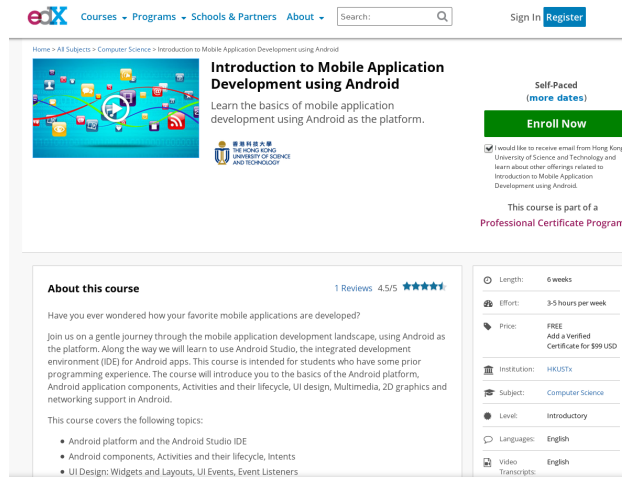 edX Courses Programs Schools & Partners About Search: Sign In Register
Home > All Subjects > Computer Science > Introduction to Mobile Application Development using Android
Introduction to Mobile Application
Development using Android
Learn the basics of mobile application
development using Android as the platform.
香港科技大學
THE HONG KONG
UNIVERSITY OF SCIENCE
AND TECHNOLOGY
Self-Paced
(more dates)
Enroll Now
I would like to receive email from Hong Kong
University of Science and Technology and
learn about other offerings related to
Introduction to Mobile Application
Development using Android.
This course is part of a
Professional Certificate Program
About this course
1 Reviews 4.5/5
Have you ever wondered how your favorite mobile applications are developed?
Join us on a gentle journey through the mobile application development landscape, using Android as
the platform. Along the way we will learn to use Android Studio, the integrated development
environment (IDE) for Android apps. This course is intended for students who have some prior
programming experience. The course will introduce you to the basics of the Android platform,
Android application components, Activities and their lifecycle, UI design, Multimedia, 2D graphics and
networking support in Android.
This course covers the following topics:
Android platform and the Android Studio IDE
Android components, Activities and their lifecycle, Intents
UI Design: Widgets and Layouts, UI Events, Event Listeners
Length: 6 weeks
Effort: 3-5 hours per week
Price: FREE
Add a Verified
Certificate for $99 USD
Institution: HKUSTx
Subject: Computer Science
Level: Introductory
Languages: English
Video English
Transcripts: